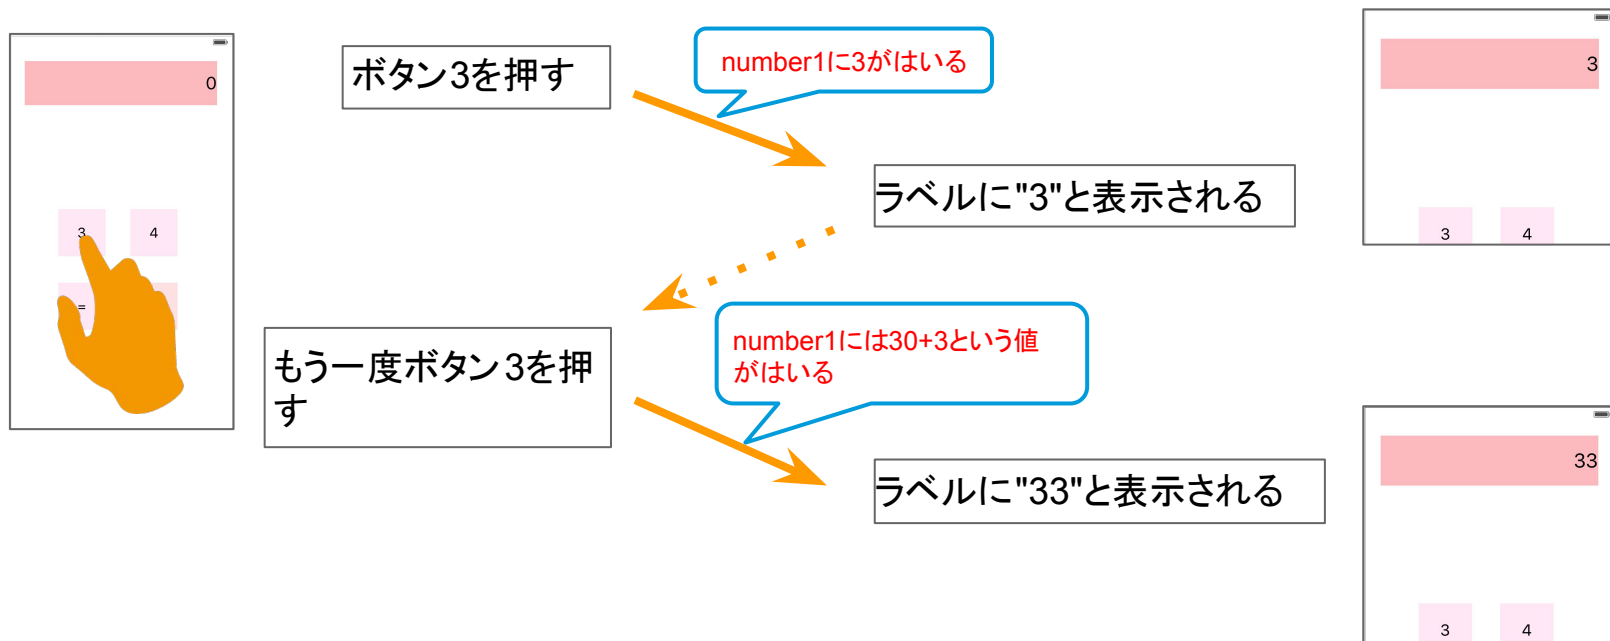 0
3
4
=
ボタン3を押す
number1に3がはいる
ラベルに"3"と表示される
3
3
4
もう一度ボタン3を押
す
number1には30+3という値
がはいる
ラベルに"33"と表示される
33
3
4